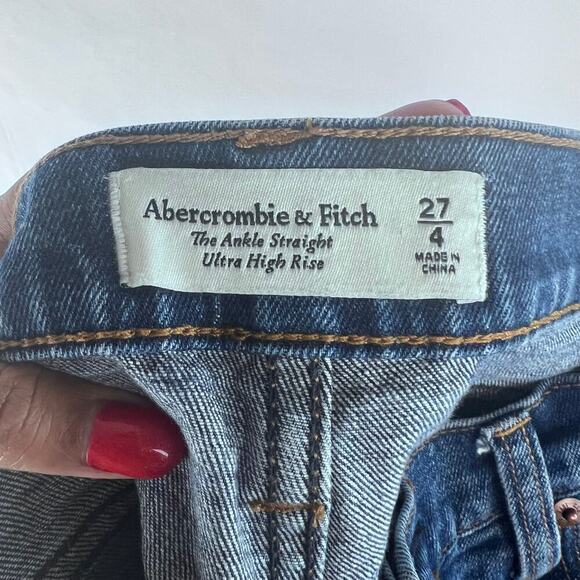 Abercrombie & Fitch
The Ankle Straight
Ultra High Rise
27
4
MADE IN
CHINA